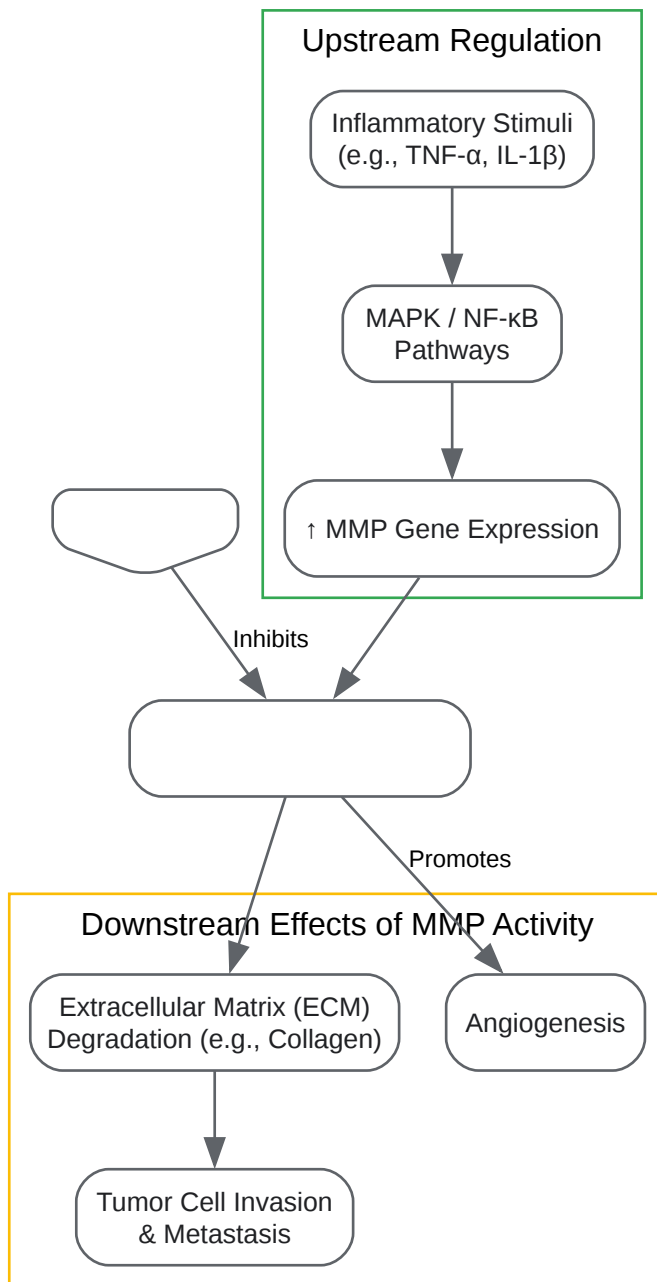 Upstream Regulation
Inflammatory Stimuli
(e.g., TNF-α, IL-1β)
MAPK / NF-κB
Pathways
↑ MMP Gene Expression
Inhibits
Promotes
Downstream Effects of MMP Activity
Extracellular Matrix (ECM)
Degradation (e.g., Collagen)
Angiogenesis
Tumor Cell Invasion
& Metastasis